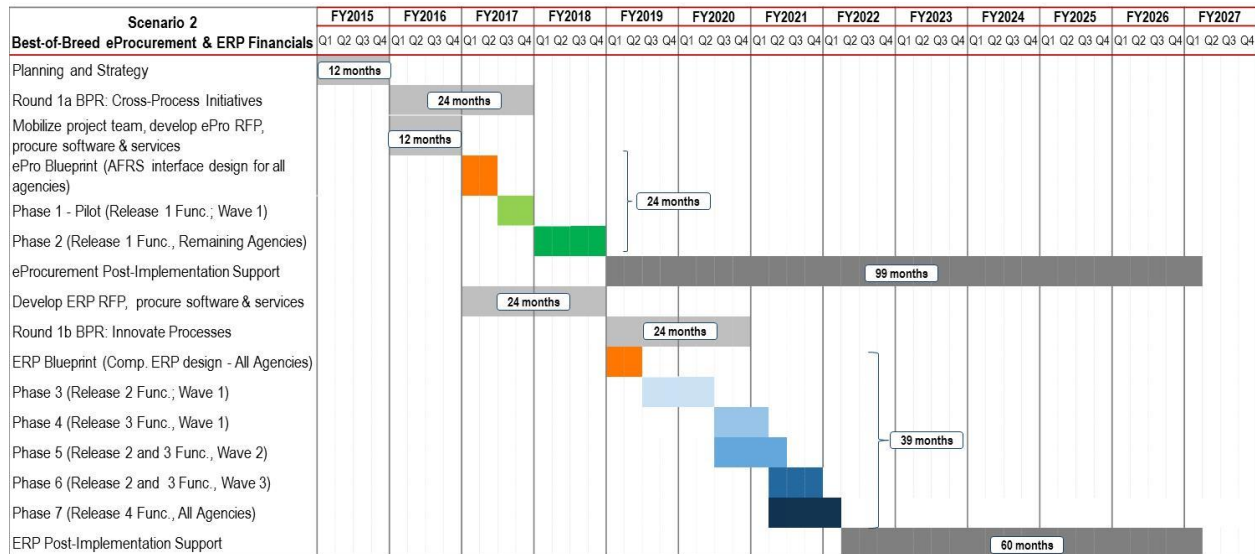 Scenario 2
Best-of-Breed eProcurement & ERP Financials
FY2015 FY2016 FY2017 FY2018 FY2019 FY2020 FY2021 FY2022 FY2023 FY2024 FY2025 FY2026 FY2027
Q1 Q2 Q3 Q4 Q1 Q2 Q3 Q4 Q1 Q2 Q3 Q4 Q1 Q2 Q3 Q4 Q1 Q2 Q3 Q4 Q1 Q2 Q3 Q4 Q1 Q2 Q3 Q4 Q1 Q2 Q3 Q4 Q1 Q2 Q3 Q4 Q1 Q2 Q3 Q4 Q1 Q2 Q3 Q4 Q1 Q2 Q3 Q4 Q1 Q2 Q3 Q4
Planning and Strategy
12 months
Round 1a BPR: Cross-Process Initiatives
24 months
Mobilize project team, develop ePro RFP,
procure software & services
12 months
ePro Blueprint (AFRS interface design for all
agencies)
24 months
Phase 1 - Pilot (Release 1 Func.; Wave 1)
Phase 2 (Release 1 Func., Remaining Agencies)
eProcurement Post-Implementation Support
99 months
Develop ERP RFP, procure software & services
24 months
Round 1b BPR: Innovate Processes
24 months
ERP Blueprint (Comp. ERP design - All Agencies)
Phase 3 (Release 2 Func.; Wave 1)
Phase 4 (Release 3 Func., Wave 1)
39 months
Phase 5 (Release 2 and 3 Func., Wave 2)
Phase 6 (Release 2 and 3 Func., Wave 3)
Phase 7 (Release 4 Func., All Agencies)
ERP Post-Implementation Support
60 months